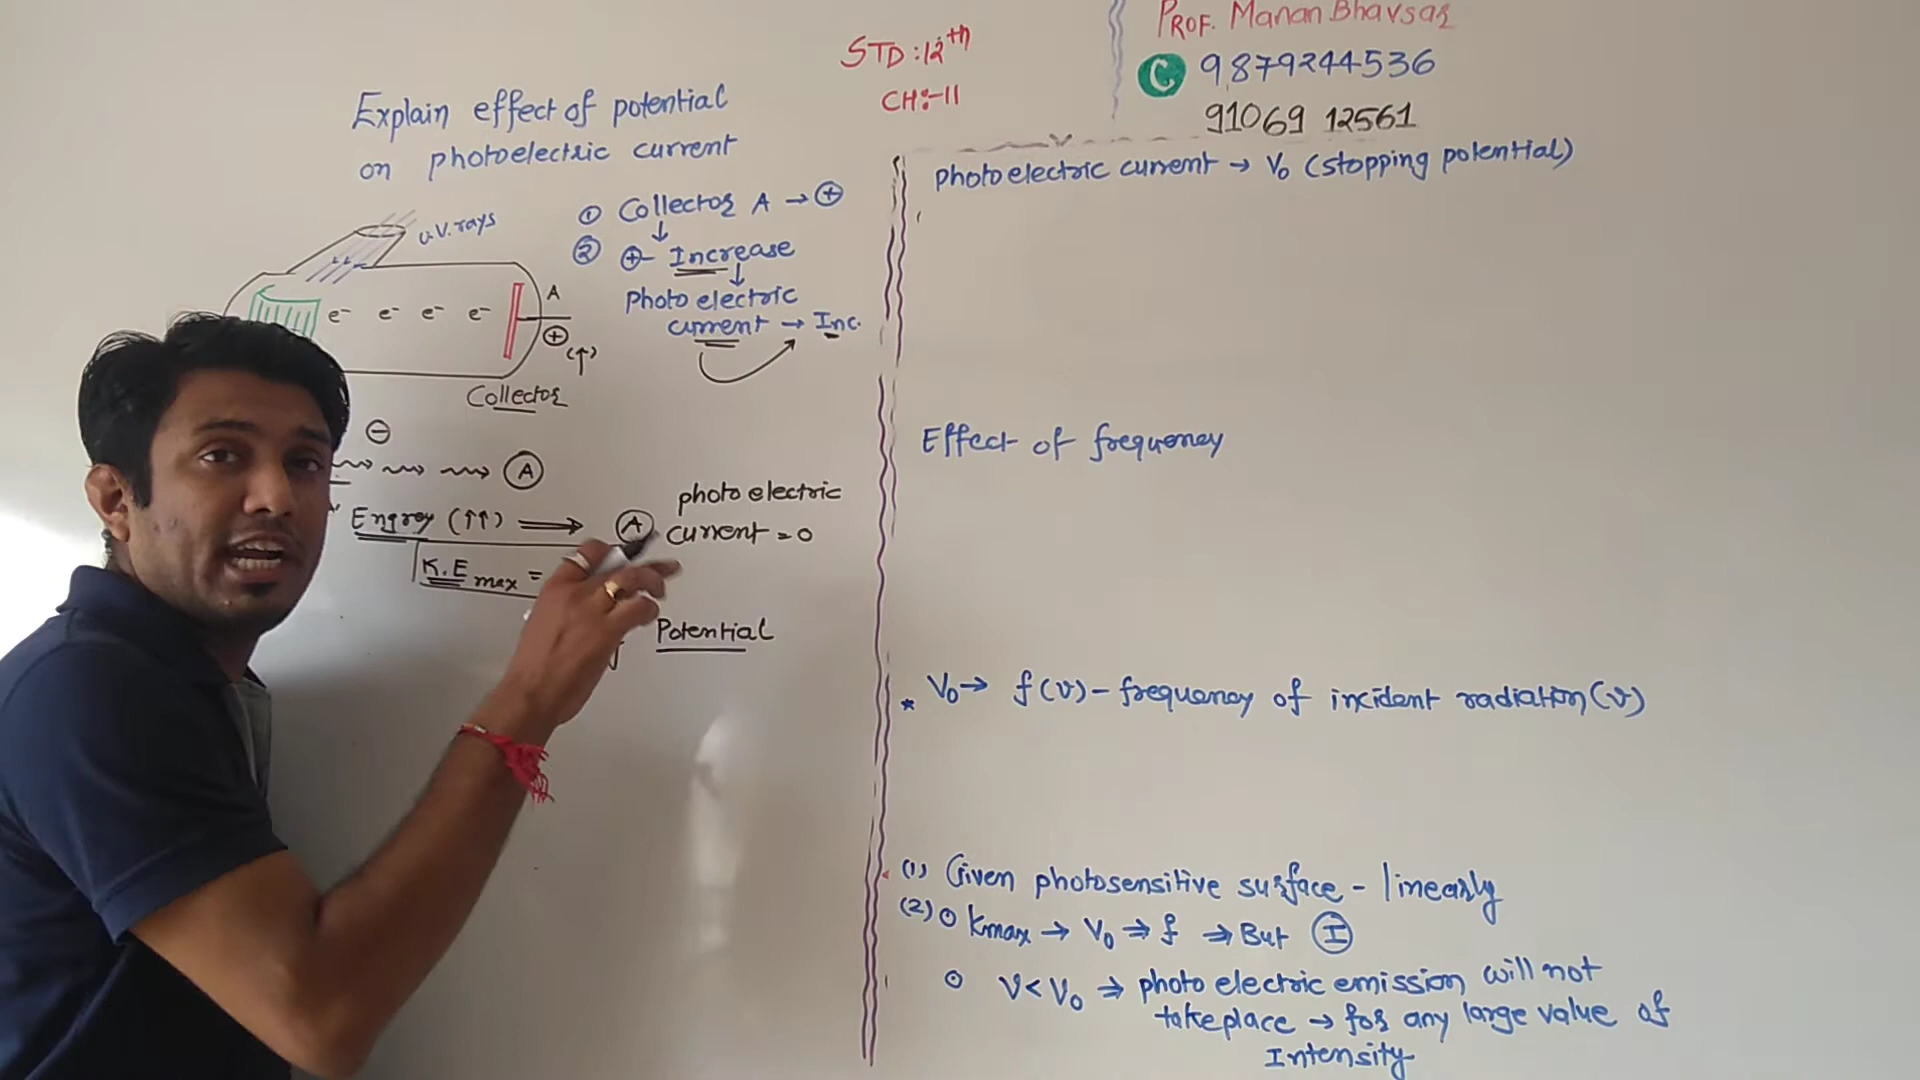 STD:12th
CH:-11
PROF. Manan Bhavsar
C 9879244536
91069 12561
Explain effect of potential
on photoelectric current
U.V. rays
e- e- e- e-
A
+
(↑)
Collector
① Collector A → ⊕
↓
② ⊕- Increase
↓
Photo electric
current → Inc.
⊖
A
Engrey (↑↑) ⇒ A
photo electric
current = 0
K.E max =
Potential
photoelectric current → V0 (stopping potential)
Effect of frequency
* V0 → f(ν) - frequency of incident radiation(ν)
(1) Given photosensitive surface - linearly
(2) ⊙ Kmax → V0 ⇒ f ⇒ But I
⊙ ν < ν0 ⇒ photo electric emission will not
takeplace → for any large value of
Intensity